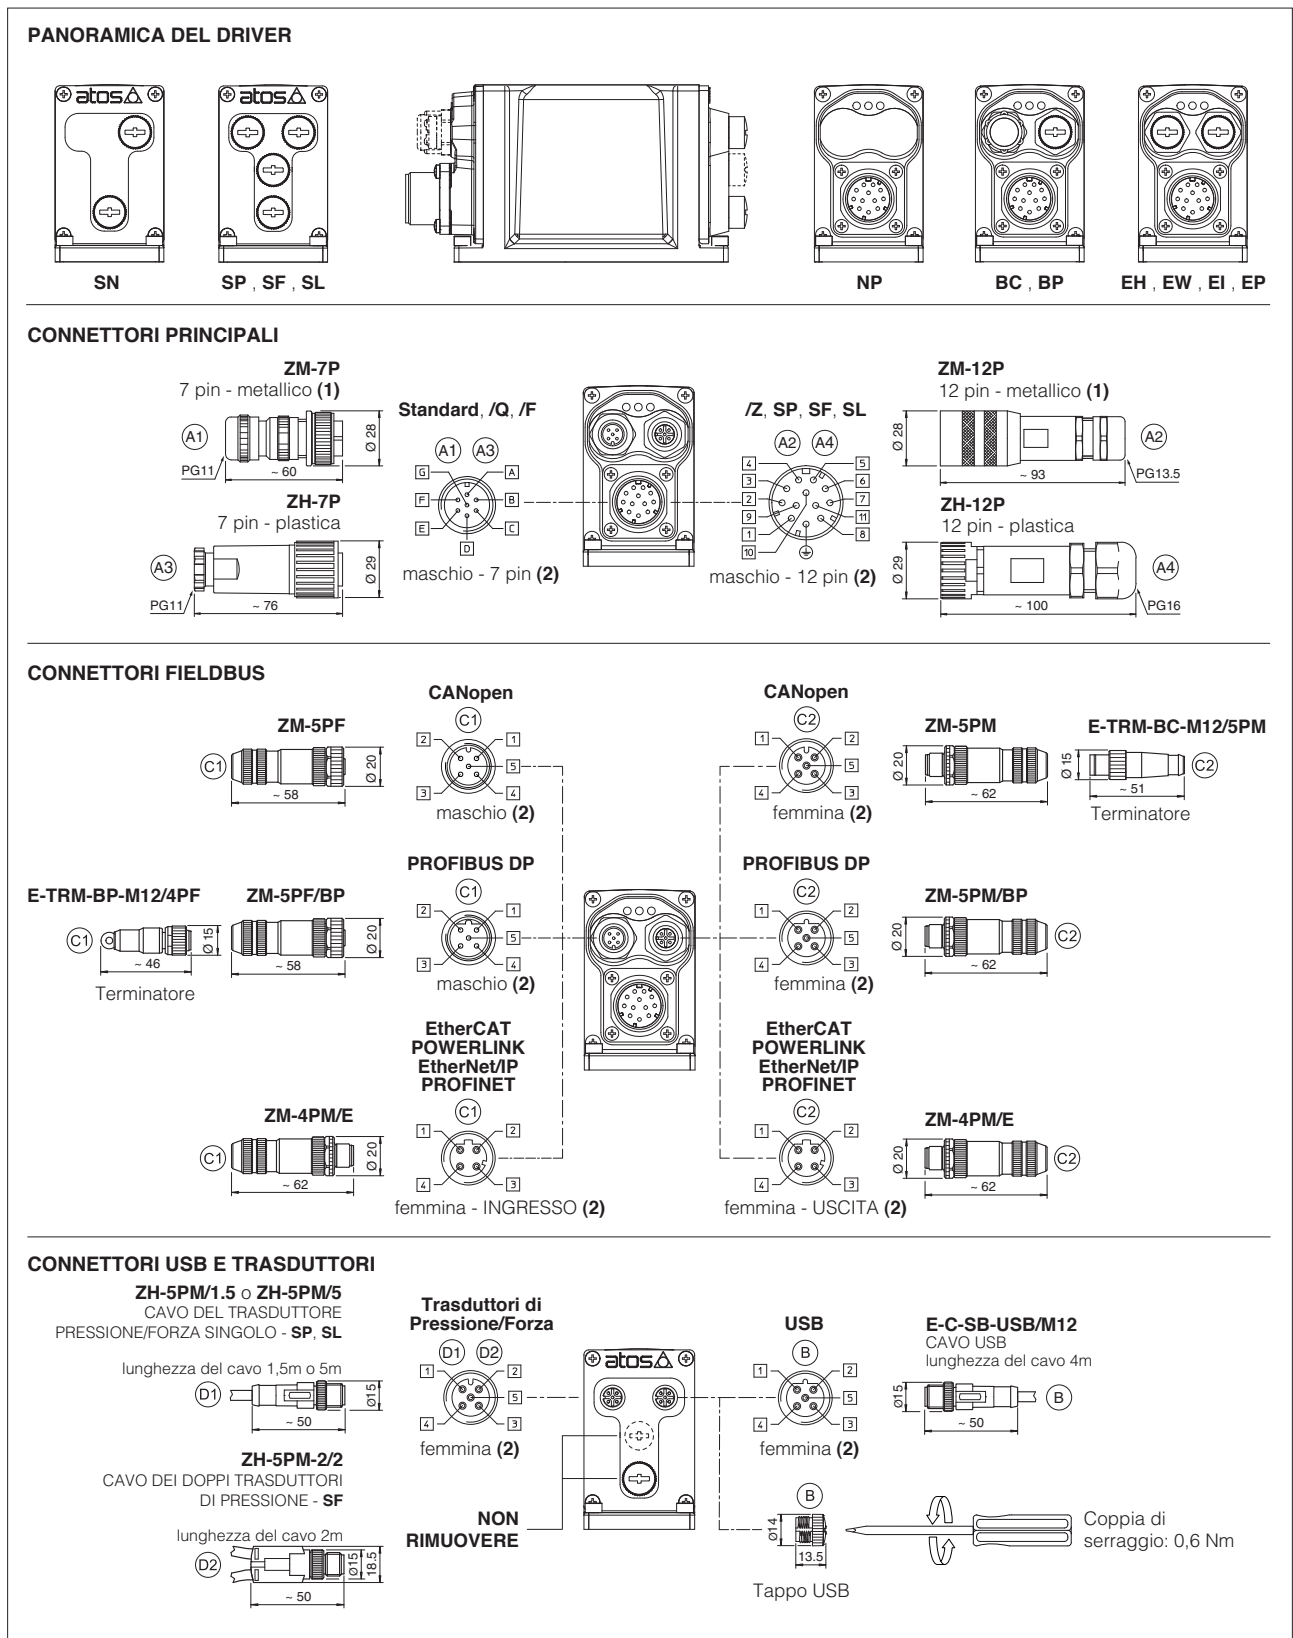 PANORAMICA DEL DRIVER
atos
atos
SN
SP , SF , SL
NP
BC , BP
EH , EW , EI , EP
CONNETTORI PRINCIPALI
ZM-7P
7 pin - metallico (1)
A1
Ø 28
PG11
~ 60
ZH-7P
7 pin - plastica
A3
Ø 29
PG11
~ 76
Standard, /Q, /F
A1 A3
G A
F B
E C
D
maschio - 7 pin (2)
/Z, SP, SF, SL
A2 A4
4 5
3 6
2 7
9 11
1 8
10
maschio - 12 pin (2)
ZM-12P
12 pin - metallico (1)
Ø 28
A2
PG13.5
~ 93
ZH-12P
12 pin - plastica
Ø 29
A4
~ 100
PG16
CONNETTORI FIELDBUS
ZM-5PF
C1
Ø 20
~ 58
CANopen
C1
2 1
5
3 4
maschio (2)
CANopen
C2
1 2
5
4 3
femmina (2)
ZM-5PM
Ø 20
~ 62
E-TRM-BC-M12/5PM
Ø 15
C2
~ 51
Terminatore
E-TRM-BP-M12/4PF
C1
Ø 15
~ 46
Terminatore
ZM-5PF/BP
Ø 20
~ 58
PROFIBUS DP
C1
2 1
5
3 4
maschio (2)
PROFIBUS DP
C2
1 2
5
4 3
femmina (2)
ZM-5PM/BP
Ø 20
C2
~ 62
ZM-4PM/E
C1
Ø 20
~ 62
EtherCAT
POWERLINK
EtherNet/IP
PROFINET
C1
1 2
4 3
femmina - INGRESSO (2)
EtherCAT
POWERLINK
EtherNet/IP
PROFINET
C2
1 2
4 3
femmina - USCITA (2)
ZM-4PM/E
Ø 20
C2
~ 62
CONNETTORI USB E TRASDUTTORI
ZH-5PM/1.5 o ZH-5PM/5
CAVO DEL TRASDUTTORE
PRESSIONE/FORZA SINGOLO - SP, SL
lunghezza del cavo 1,5m o 5m
D1
Ø15
~ 50
ZH-5PM-2/2
CAVO DEI DOPPI TRASDUTTORI
DI PRESSIONE - SF
lunghezza del cavo 2m
D2
Ø15
18.5
~ 50
Trasduttori di
Pressione/Forza
D1 D2
1 2
5
4 3
femmina (2)
NON
RIMUOVERE
atos
USB
B
1 2
5
4 3
femmina (2)
E-C-SB-USB/M12
CAVO USB
lunghezza del cavo 4m
Ø15
B
~ 50
B
Ø14
13.5
Tappo USB
Coppia di
serraggio: 0,6 Nm